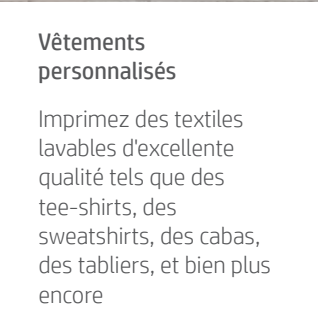 Vêtements
personnalisés
Imprimez des textiles
lavables d'excellente
qualité tels que des
tee-shirts, des
sweatshirts, des cabas,
des tabliers, et bien plus
encore